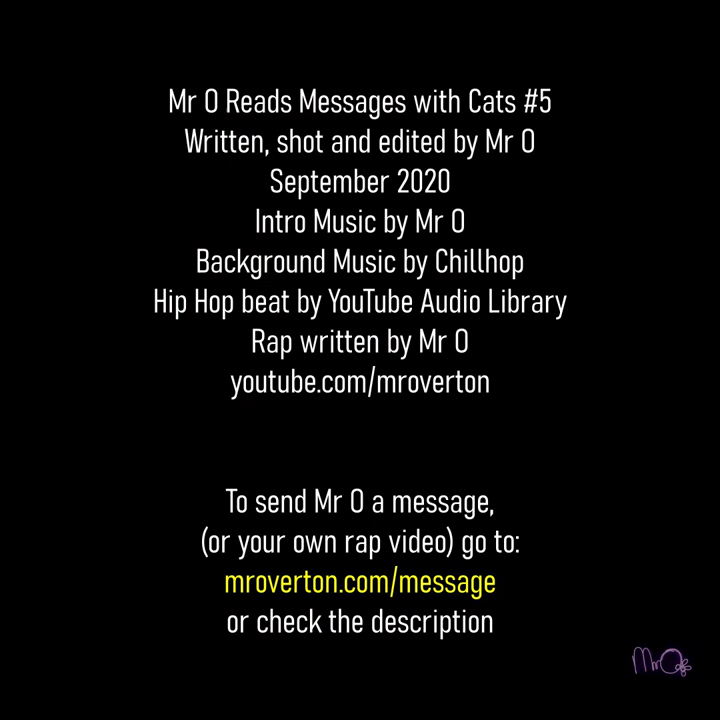 Mr O Reads Messages with Cats #5
Written, shot and edited by Mr O
September 2020
Intro Music by Mr O
Background Music by Chillhop
Hip Hop beat by YouTube Audio Library
Rap written by Mr O
youtube.com/mroverton
To send Mr O a message,
(or your own rap video) go to:
mroverton.com/message
or check the description
Mr O